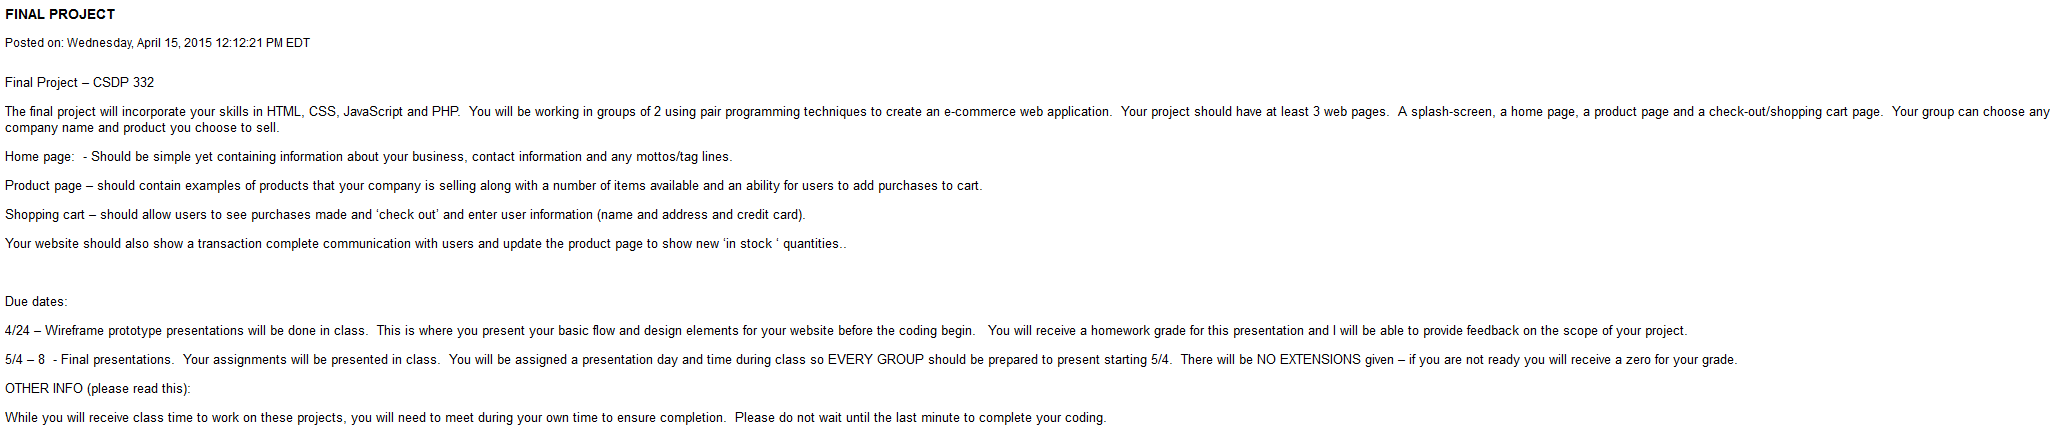 FINAL PROJECT
Posted on: Wednesday, April 15, 2015 12:12:21 PM EDT
Final Project – CSDP 332
The final project will incorporate your skills in HTML, CSS, JavaScript and PHP.  You will be working in groups of 2 using pair programming techniques to create an e-commerce web application.  Your project should have at least 3 web pages.  A splash-screen, a home page, a product page and a check-out/shopping cart page.  Your group can choose any
company name and product you choose to sell.
Home page:  - Should be simple yet containing information about your business, contact information and any mottos/tag lines.
Product page – should contain examples of products that your company is selling along with a number of items available and an ability for users to add purchases to cart.
Shopping cart – should allow users to see purchases made and ‘check out’ and enter user information (name and address and credit card).
Your website should also show a transaction complete communication with users and update the product page to show new ‘in stock ‘ quantities..
Due dates:
4/24 – Wireframe prototype presentations will be done in class.  This is where you present your basic flow and design elements for your website before the coding begin.   You will receive a homework grade for this presentation and I will be able to provide feedback on the scope of your project.
5/4 – 8  - Final presentations.  Your assignments will be presented in class.  You will be assigned a presentation day and time during class so EVERY GROUP should be prepared to present starting 5/4.  There will be NO EXTENSIONS given – if you are not ready you will receive a zero for your grade.
OTHER INFO (please read this):
While you will receive class time to work on these projects, you will need to meet during your own time to ensure completion.  Please do not wait until the last minute to complete your coding.